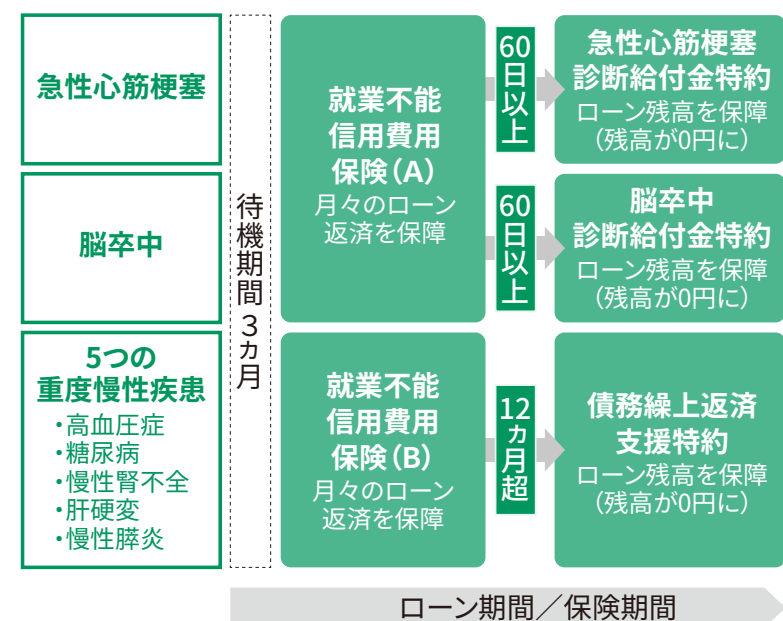 急性心筋梗塞
脳卒中
5つの
重度慢性疾患
・高血圧症
・糖尿病
・慢性腎不全
・肝硬変
・慢性膵炎
待機期間3ヵ月
就業不能
信用費用
保険(A)
月々のローン
返済を保障
60日以上
急性心筋梗塞
診断給付金特約
ローン残高を保障
(残高が0円に)
60日以上
脳卒中
診断給付金特約
ローン残高を保障
(残高が0円に)
就業不能
信用費用
保険(B)
月々のローン
返済を保障
12ヵ月超
債務繰上返済
支援特約
ローン残高を保障
(残高が0円に)
ローン期間/保険期間